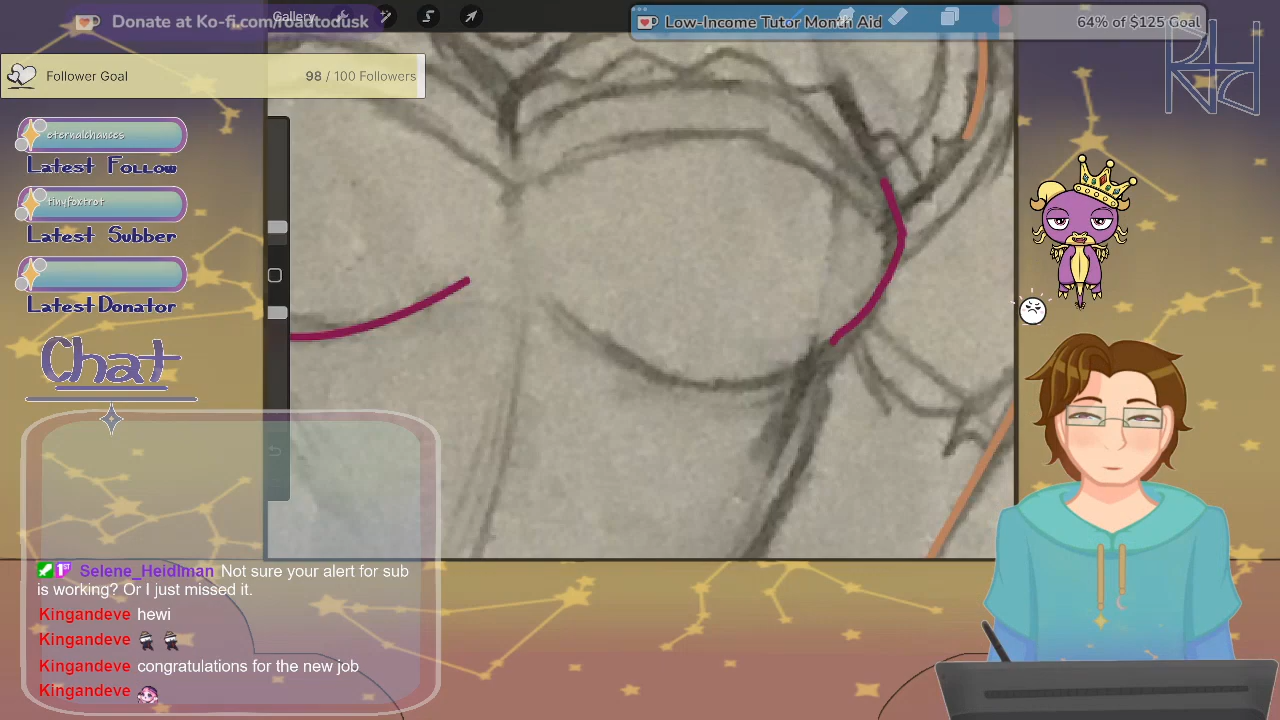 Donate at Ko-fi.com/roadtodusk
Gallery
Low-Income Tutor Month Aid
64% of $125 Goal
Follower Goal
98 / 100 Followers
eternalchances
Latest Follow
tinyfoxtrot
Latest Subber
Latest Donator
Chat
Selene_Heidlman Not sure your alert for sub
is working? Or I just missed it.
Kingandeve hewi
Kingandeve
Kingandeve congratulations for the new job
Kingandeve